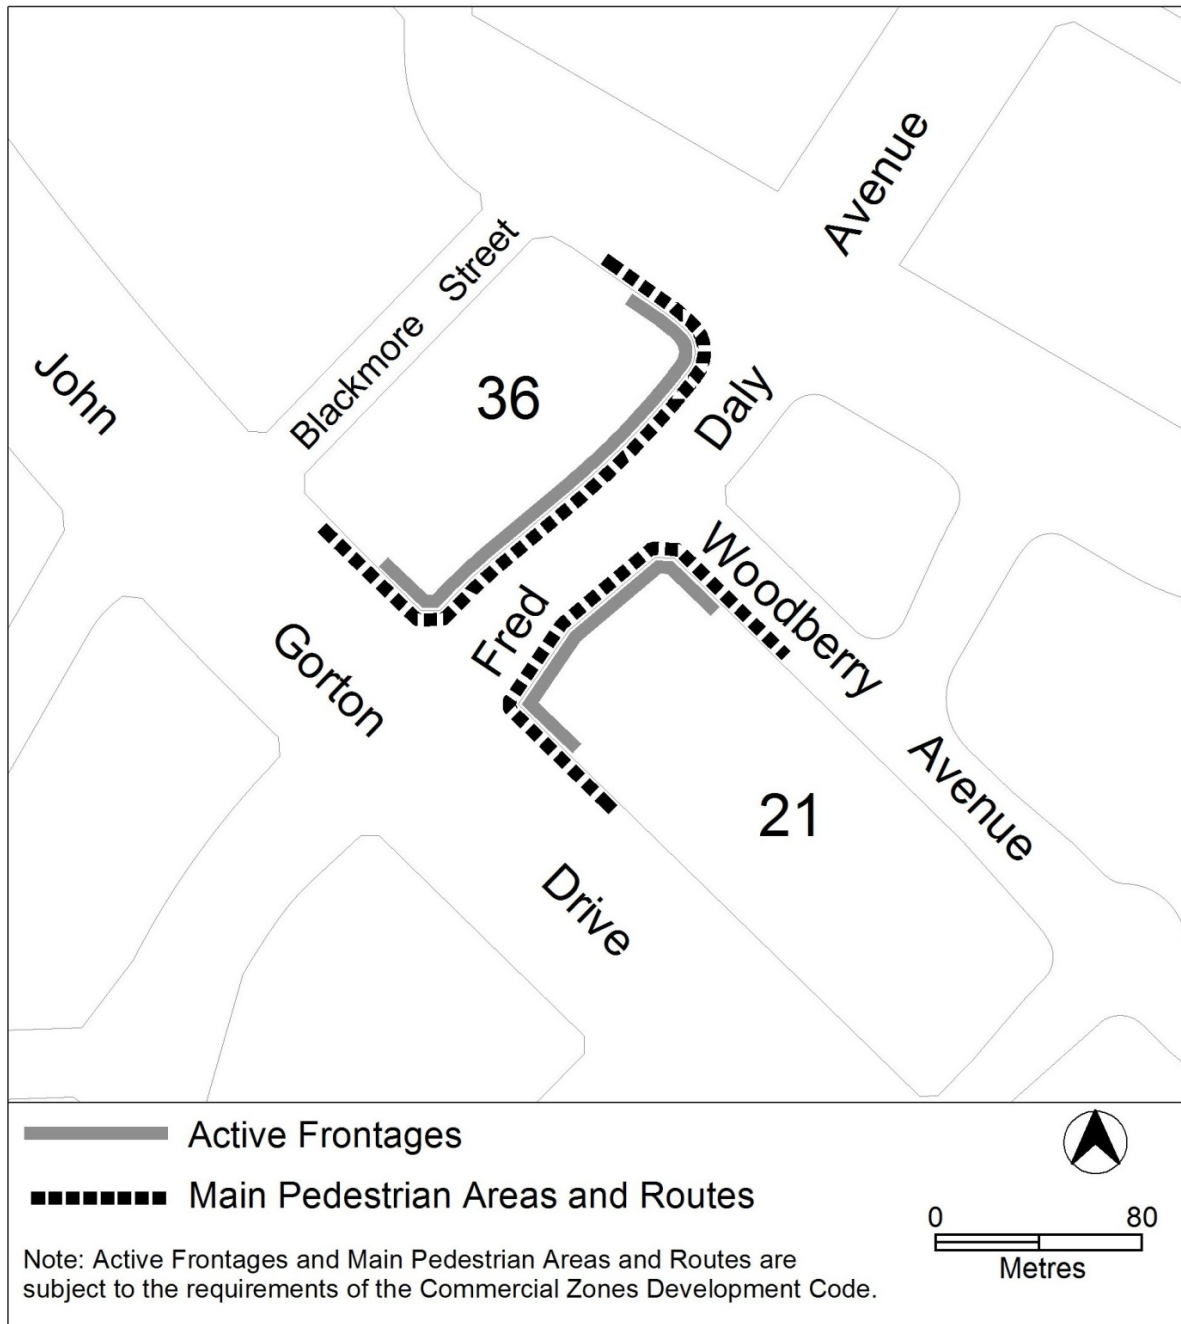 Avenue
Blackmore Street
John
36
Daly
Woodberry
Fred
Gorton
Avenue
21
Drive
Active Frontages
Main Pedestrian Areas and Routes
0 80
Metres
Note: Active Frontages and Main Pedestrian Areas and Routes are
subject to the requirements of the Commercial Zones Development Code.